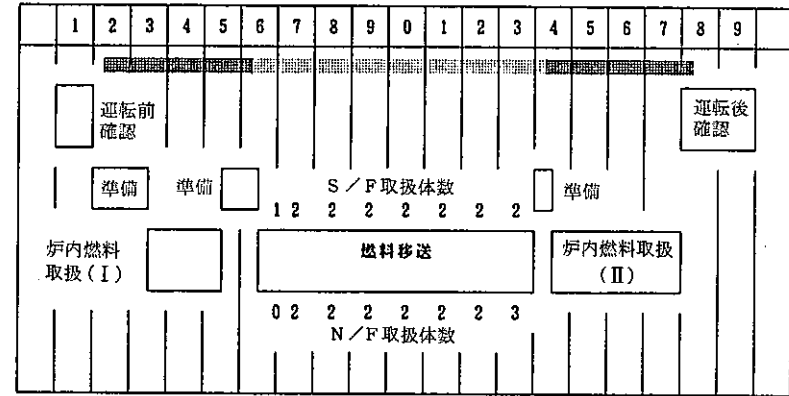 1 2 3 4 5 6 7 8 9 0 1 2 3 4 5 6 7 8 9
運転前
確認
運転後
確認
準備 準備 S/F取扱体数 準備
1 2 2 2 2 2 2 2
炉内燃料
取扱(Ⅰ)
燃料移送
炉内燃料取扱
(Ⅱ)
0 2 2 2 2 2 2 3
N/F取扱体数